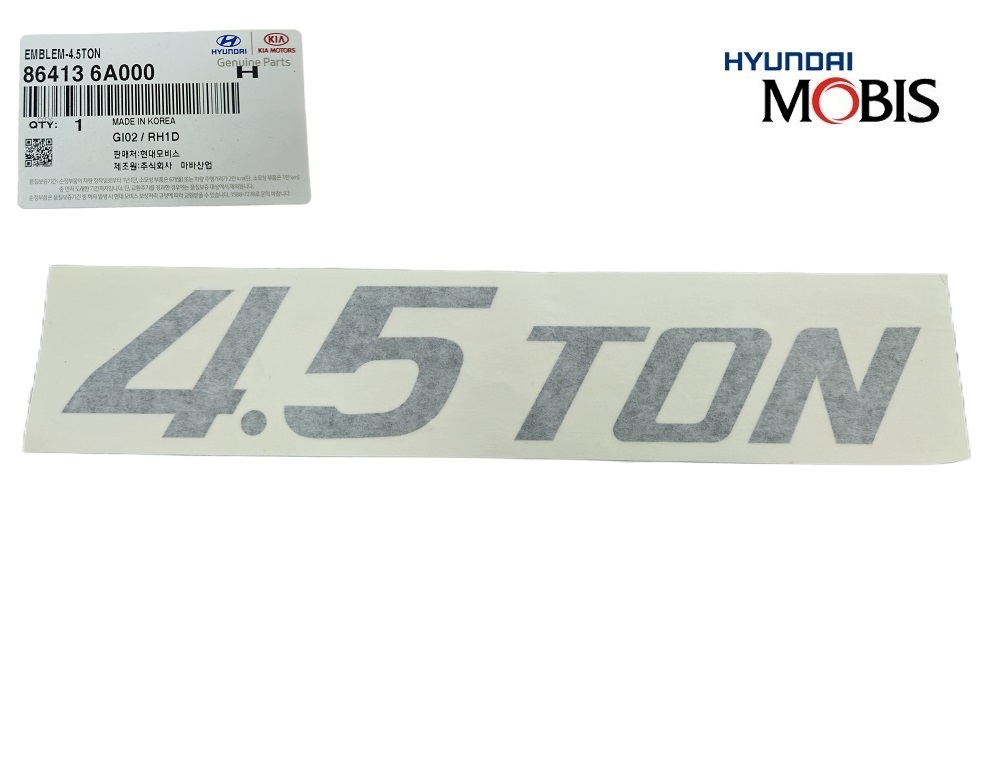 EMBLEM-4.5TON
86413 6A000
HYUNDAI
KIA
KIA MOTORS
Genuine Parts
H
QTY: 1
MADE IN KOREA
GI02 / RH1D
판매처:현대모비스
제조원:주식회사 마바산업
HYUNDAI
MOBIS
4.5 TON